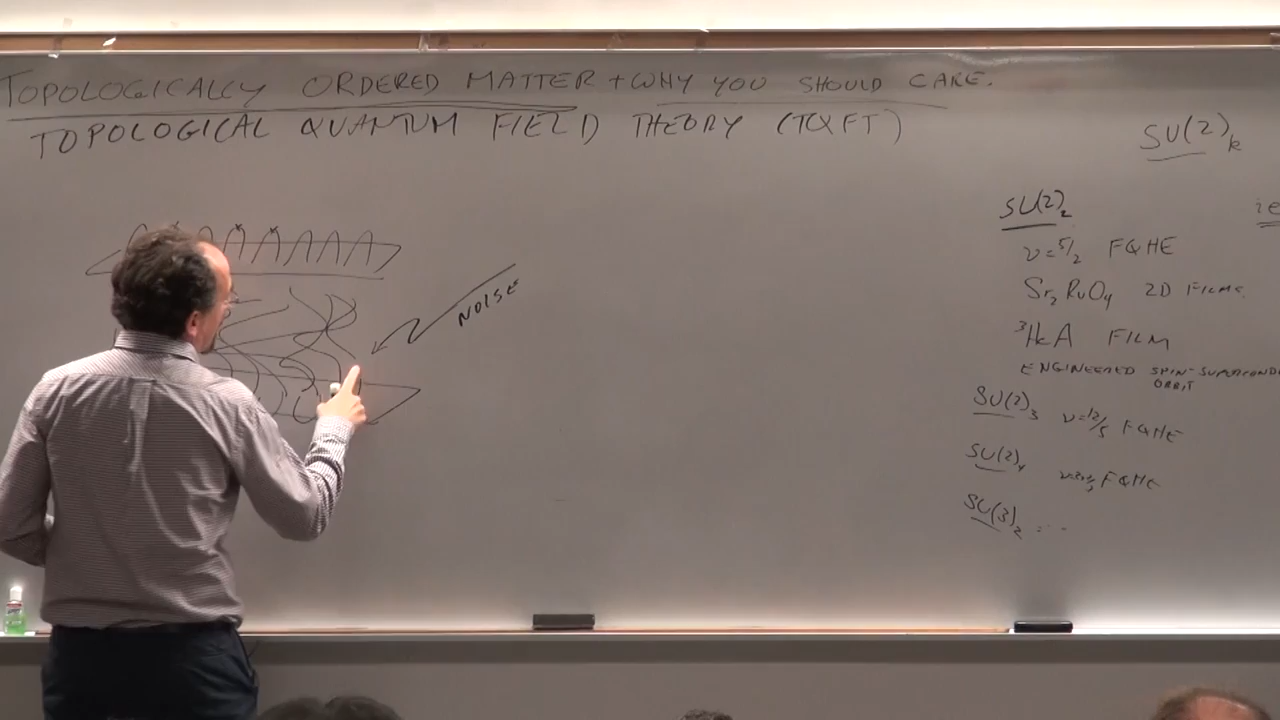 TOPOLOGICALLY ORDERED MATTER + WHY YOU SHOULD CARE.
TOPOLOGICAL QUANTUM FIELD THEORY (TQFT)
NOISE
SU(2)k
ie
SU(2)₂
ν=5/2 FQHE
Sr₂RuO₄ 2D FILMS
³HeA FILM
ENGINEERED SPIN-SUPERCOND
ORBIT
SU(2)₃ ν=12/5 FQHE
SU(2)₄ FQHE
SU(3)₂ ...